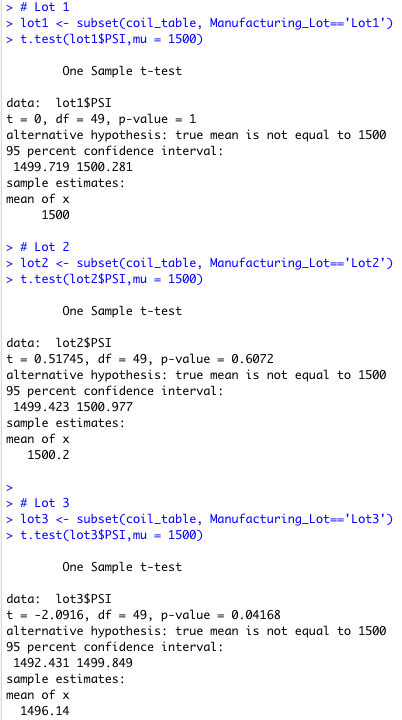 > # Lot 1
> lot1 <- subset(coil_table, Manufacturing_Lot=='Lot1')
> t.test(lot1$PSI,mu = 1500)
One Sample t-test
data:  lot1$PSI
t = 0, df = 49, p-value = 1
alternative hypothesis: true mean is not equal to 1500
95 percent confidence interval:
1499.719 1500.281
sample estimates:
mean of x
1500
> # Lot 2
> lot2 <- subset(coil_table, Manufacturing_Lot=='Lot2')
> t.test(lot2$PSI,mu = 1500)
One Sample t-test
data:  lot2$PSI
t = 0.51745, df = 49, p-value = 0.6072
alternative hypothesis: true mean is not equal to 1500
95 percent confidence interval:
1499.423 1500.977
sample estimates:
mean of x
1500.2
>
> # Lot 3
> lot3 <- subset(coil_table, Manufacturing_Lot=='Lot3')
> t.test(lot3$PSI,mu = 1500)
One Sample t-test
data:  lot3$PSI
t = -2.0916, df = 49, p-value = 0.04168
alternative hypothesis: true mean is not equal to 1500
95 percent confidence interval:
1492.431 1499.849
sample estimates:
mean of x
1496.14